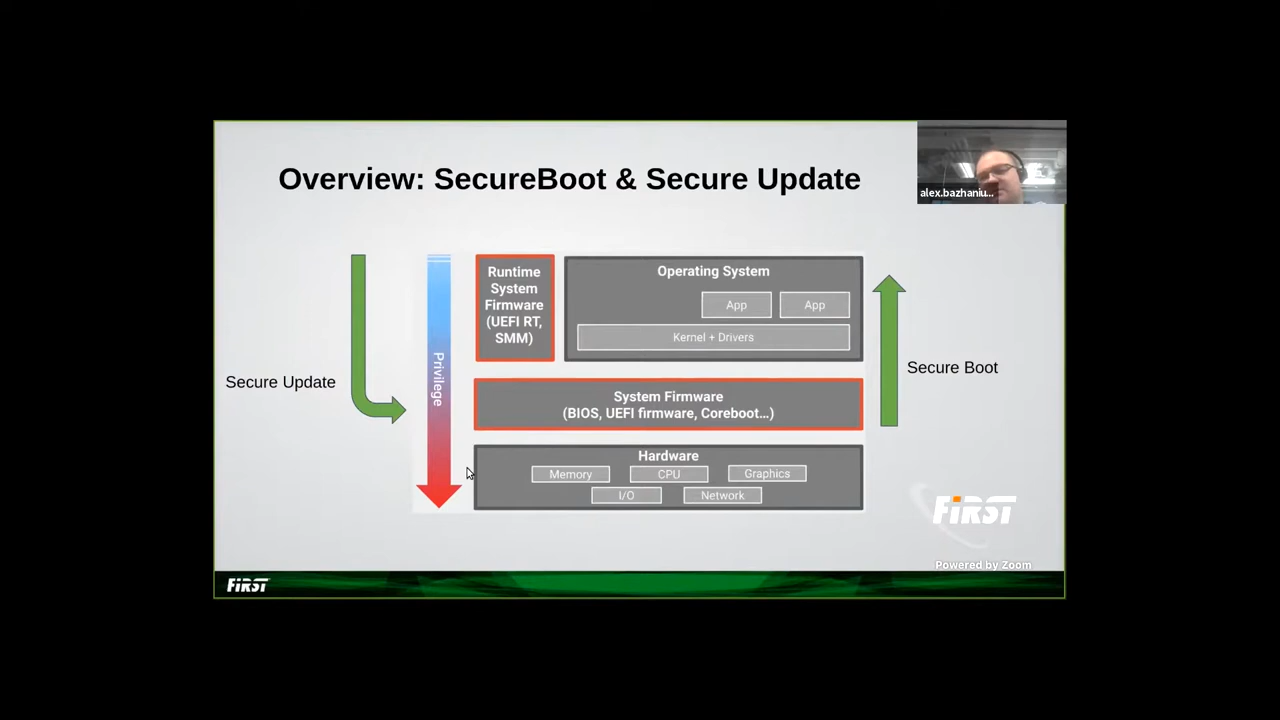 Overview: SecureBoot & Secure Update
alex.bazhaniu...
Runtime
System
Firmware
(UEFI RT,
SMM)
Operating System
App
App
Kernel + Drivers
Privilege
Secure Update
Secure Boot
System Firmware
(BIOS, UEFI firmware, Coreboot...)
Hardware
Memory
CPU
Graphics
I/O
Network
FiRST
Powered by Zoom
FiRST